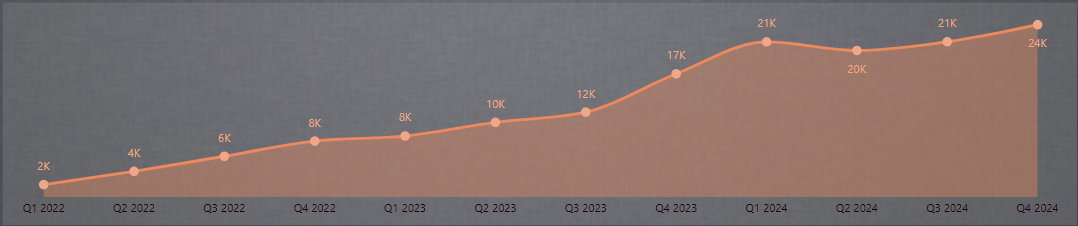 2K
4K
6K
8K
8K
10K
12K
17K
21K
20K
21K
24K
Q1 2022
Q2 2022
Q3 2022
Q4 2022
Q1 2023
Q2 2023
Q3 2023
Q4 2023
Q1 2024
Q2 2024
Q3 2024
Q4 2024